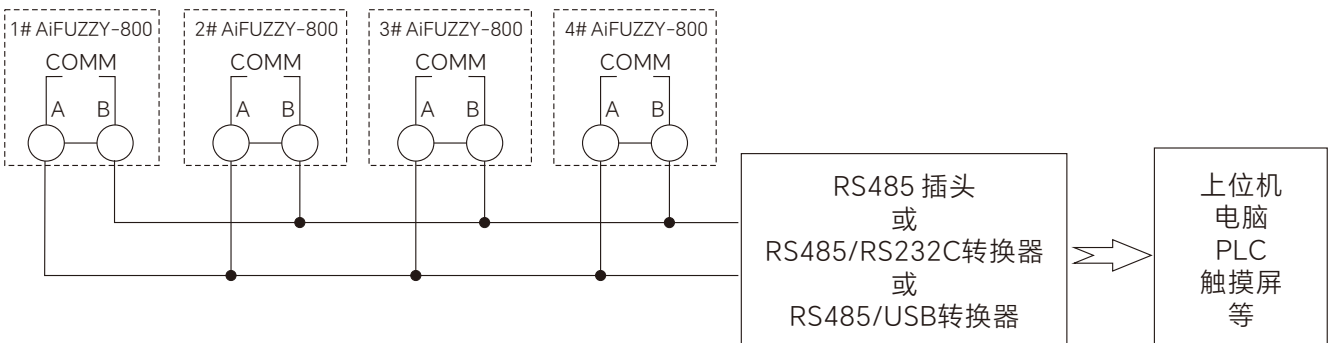 1# AiFUZZY-800
COMM
A B
2# AiFUZZY-800
COMM
A B
3# AiFUZZY-800
COMM
A B
4# AiFUZZY-800
COMM
A B
RS485 插头
或
RS485/RS232C转换器
或
RS485/USB转换器
上位机
电脑
PLC
触摸屏
等